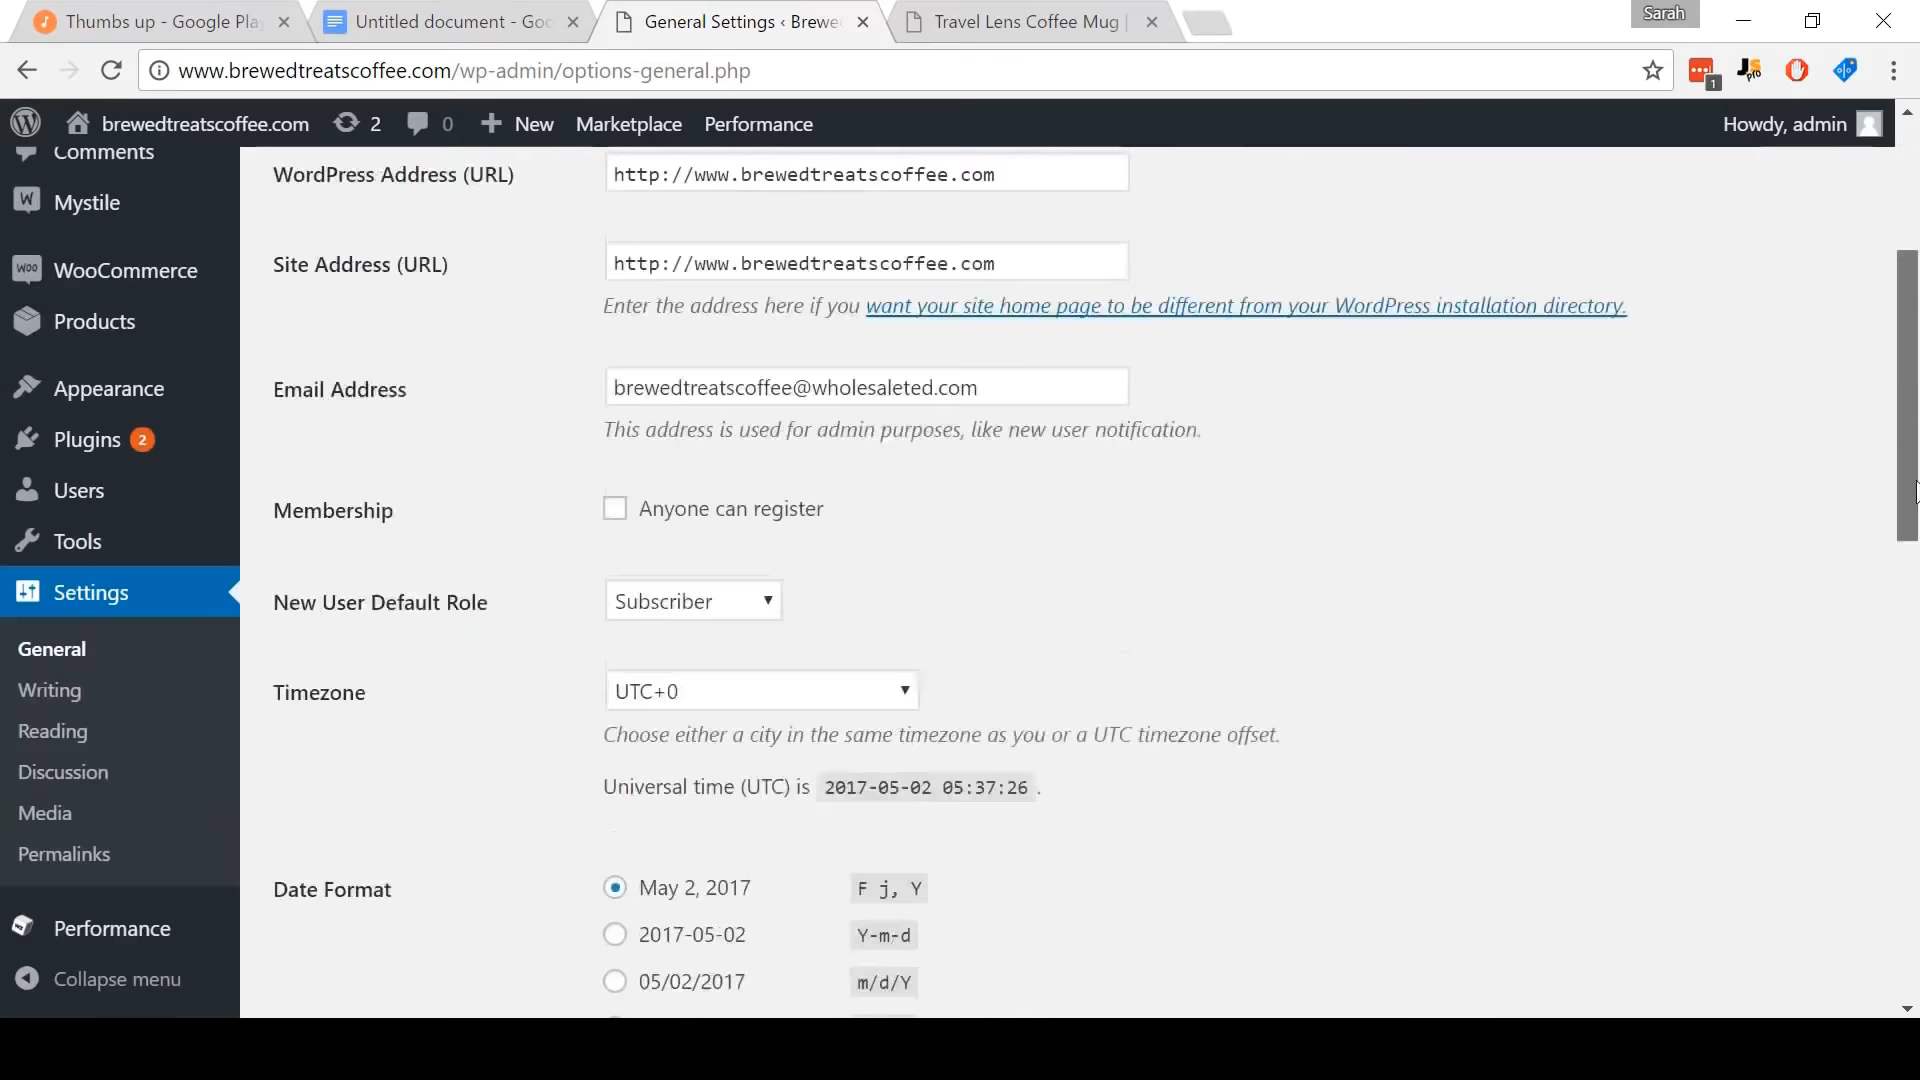 Thumbs up - Google Pla
Untitled document - Goo
General Settings ‹ Brewe
Travel Lens Coffee Mug |
Sarah
www.brewedtreatscoffee.com/wp-admin/options-general.php
1
brewedtreatscoffee.com
2
0
New
Marketplace
Performance
Howdy, admin
Comments
Mystile
WooCommerce
Products
Appearance
Plugins 2
Users
Tools
Settings
General
Writing
Reading
Discussion
Media
Permalinks
Performance
Collapse menu
WordPress Address (URL)
http://www.brewedtreatscoffee.com
Site Address (URL)
http://www.brewedtreatscoffee.com
Enter the address here if you want your site home page to be different from your WordPress installation directory.
Email Address
brewedtreatscoffee@wholesaleted.com
This address is used for admin purposes, like new user notification.
Membership
Anyone can register
New User Default Role
Subscriber
Timezone
UTC+0
Choose either a city in the same timezone as you or a UTC timezone offset.
Universal time (UTC) is 2017-05-02 05:37:26 .
Date Format
May 2, 2017 F j, Y
2017-05-02 Y-m-d
05/02/2017 m/d/Y